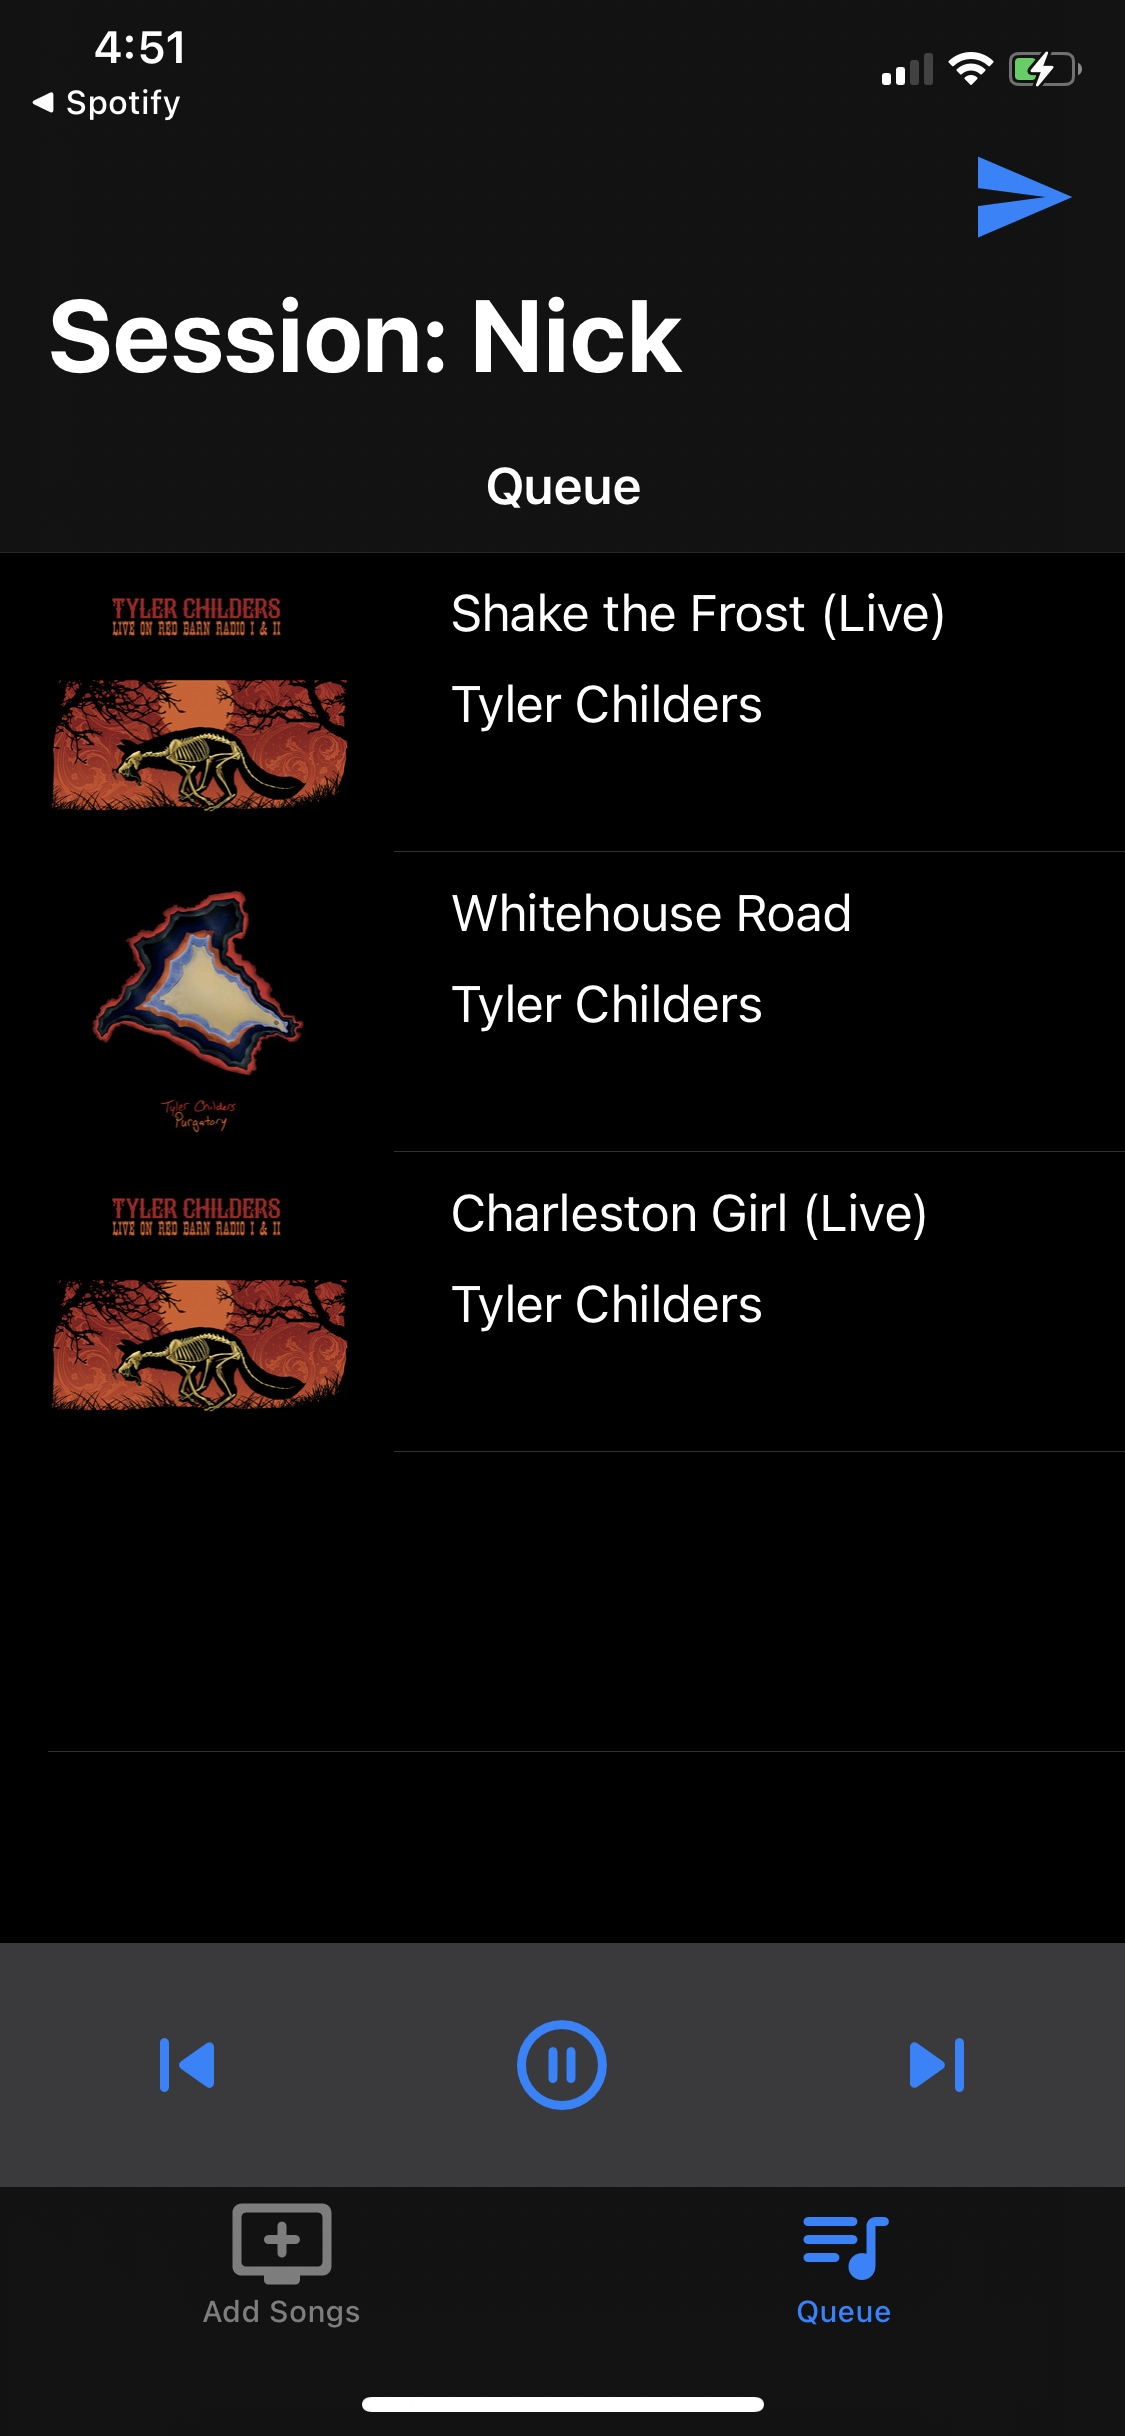 4:51
Spotify
Session: Nick
Queue
TYLER CHILDERS
LIVE ON RED BARN RADIO I & II
Shake the Frost (Live)
Tyler Childers
Whitehouse Road
Tyler Childers
Tyler Childers
Purgatory
TYLER CHILDERS
LIVE ON RED BARN RADIO I & II
Charleston Girl (Live)
Tyler Childers
Add Songs
Queue